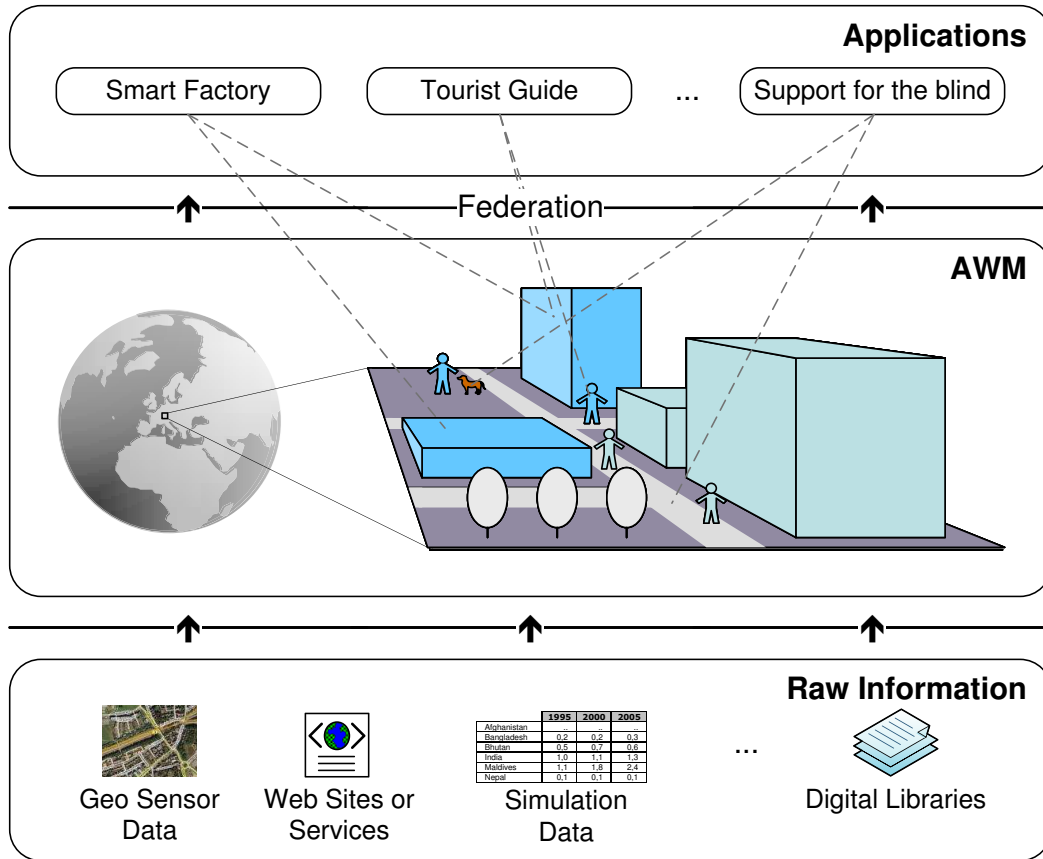 Applications
Smart Factory
Tourist Guide
...
Support for the blind
Federation
AWM
Raw Information
1995 2000 2005
Afghanistan .. .. ..
Bangladesh 0,2 0,2 0,3
Bhutan 0,5 0,7 0,6
India 1,0 1,1 1,3
Maldives 1,1 1,8 2,4
Nepal 0,1 0,1 0,1
...
Geo Sensor
Data
Web Sites or
Services
Simulation
Data
Digital Libraries